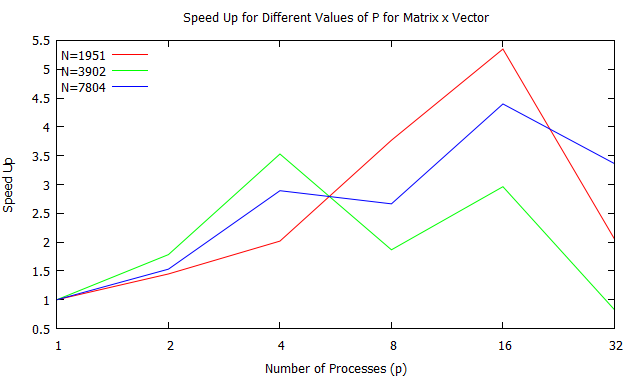 Speed Up for Different Values of P for Matrix x Vector
5.5
5
4.5
4
3.5
3
2.5
2
1.5
1
0.5
N=1951
N=3902
N=7804
Speed Up
1 2 4 8 16 32
Number of Processes (p)